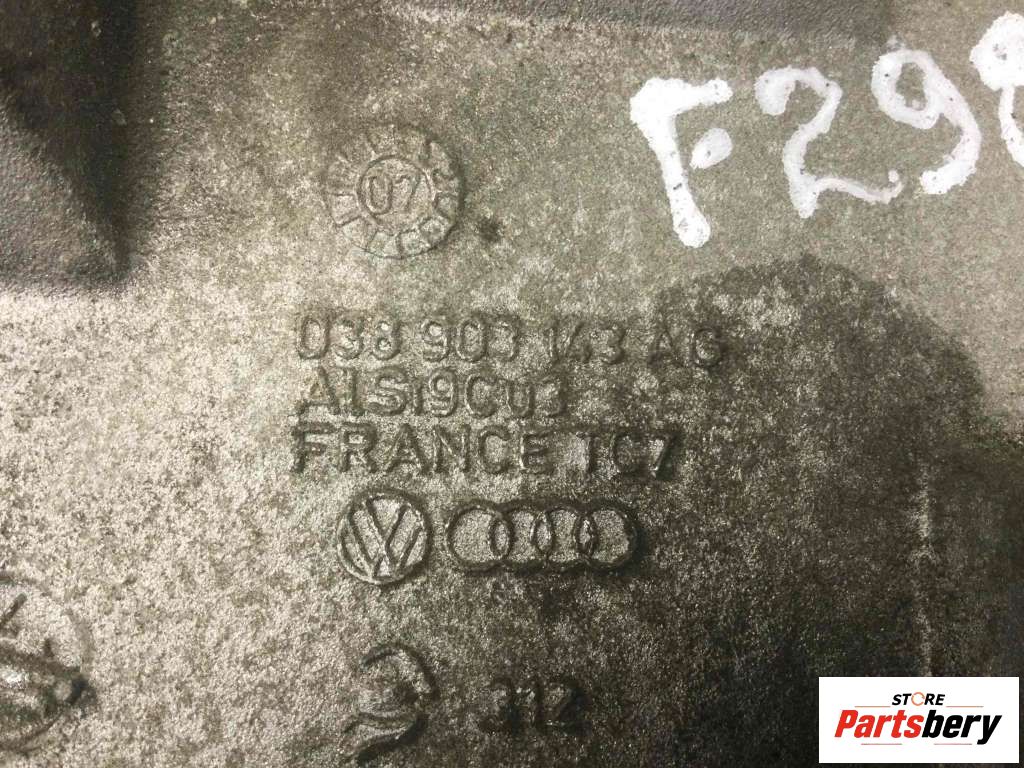 F29
07
038 903 143 AG
AlSi9Cu3
FRANCE TC7
312
STORE
Partsbery